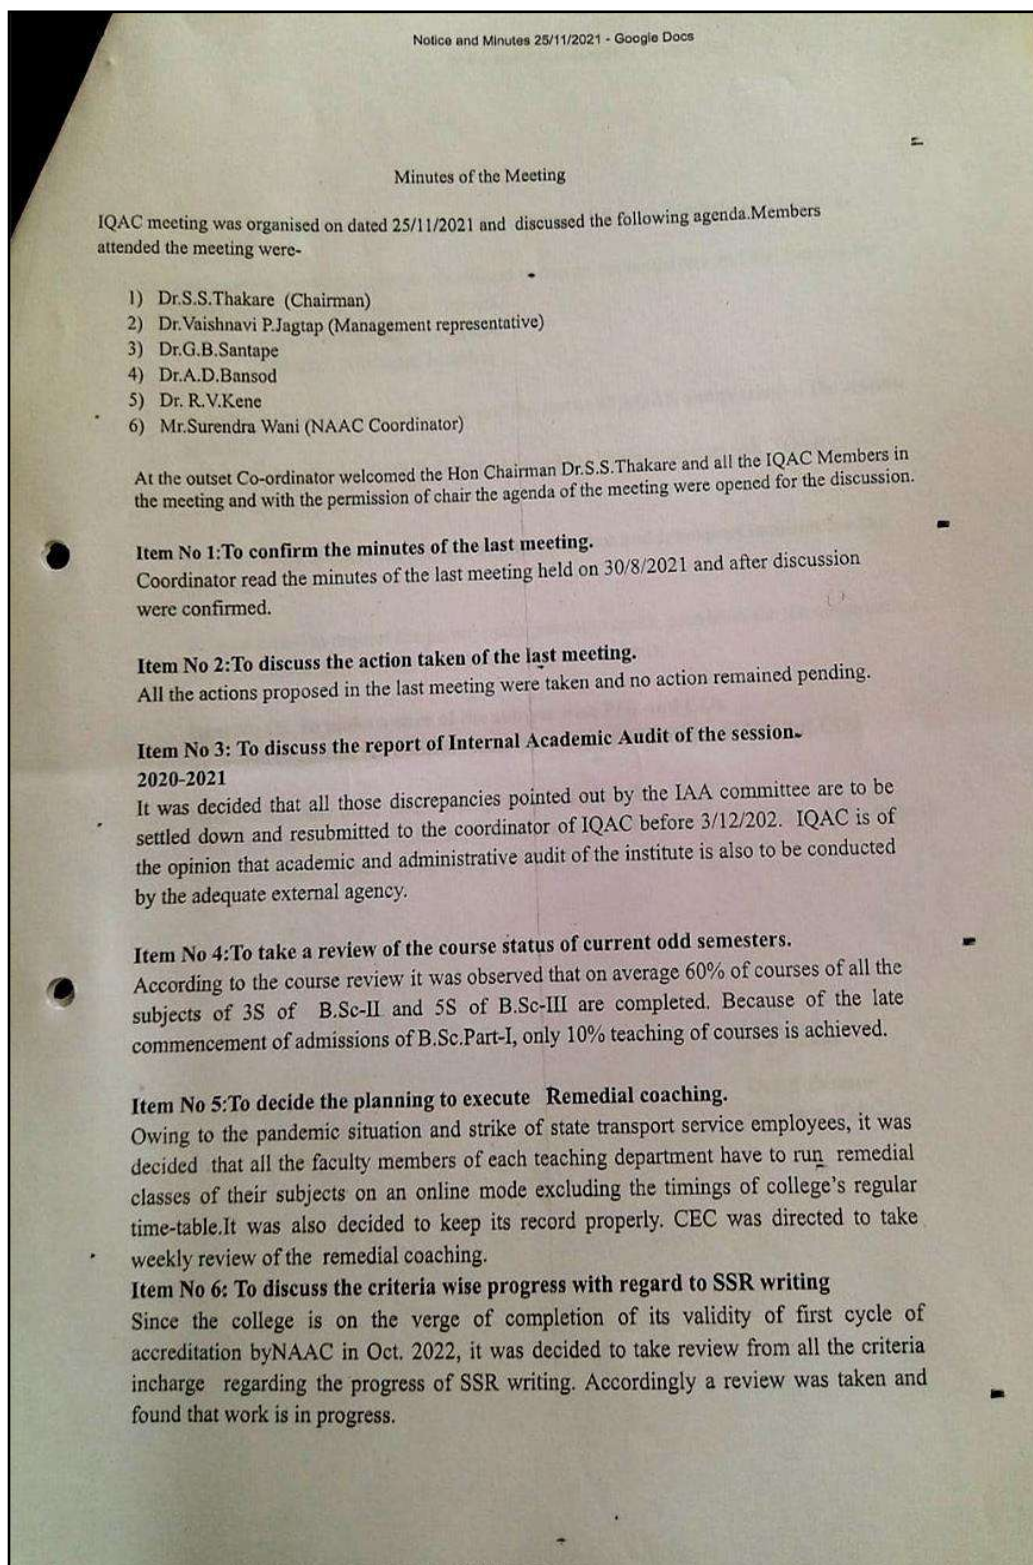 Notice and Minutes 25/11/2021 - Google Docs
Minutes of the Meeting
IQAC meeting was organised on dated 25/11/2021 and discussed the following agenda.Members
attended the meeting were-
1) Dr.S.S.Thakare (Chairman)
2) Dr.Vaishnavi P.Jagtap (Management representative)
3) Dr.G.B.Santape
4) Dr.A.D.Bansod
5) Dr. R.V.Kene
6) Mr.Surendra Wani (NAAC Coordinator)
At the outset Co-ordinator welcomed the Hon Chairman Dr.S.S.Thakare and all the IQAC Members in
the meeting and with the permission of chair the agenda of the meeting were opened for the discussion.
Item No 1:To confirm the minutes of the last meeting.
Coordinator read the minutes of the last meeting held on 30/8/2021 and after discussion
were confirmed.
Item No 2:To discuss the action taken of the last meeting.
All the actions proposed in the last meeting were taken and no action remained pending.
Item No 3: To discuss the report of Internal Academic Audit of the session-
2020-2021
It was decided that all those discrepancies pointed out by the IAA committee are to be
settled down and resubmitted to the coordinator of IQAC before 3/12/202. IQAC is of
the opinion that academic and administrative audit of the institute is also to be conducted
by the adequate external agency.
Item No 4:To take a review of the course status of current odd semesters.
According to the course review it was observed that on average 60% of courses of all the
subjects of 3S of B.Sc-II and 5S of B.Sc-III are completed. Because of the late
commencement of admissions of B.Sc.Part-I, only 10% teaching of courses is achieved.
Item No 5:To decide the planning to execute Remedial coaching.
Owing to the pandemic situation and strike of state transport service employees, it was
decided that all the faculty members of each teaching department have to run remedial
classes of their subjects on an online mode excluding the timings of college's regular
time-table.It was also decided to keep its record properly. CEC was directed to take
weekly review of the remedial coaching.
Item No 6: To discuss the criteria wise progress with regard to SSR writing
Since the college is on the verge of completion of its validity of first cycle of
accreditation byNAAC in Oct. 2022, it was decided to take review from all the criteria
incharge regarding the progress of SSR writing. Accordingly a review was taken and
found that work is in progress.